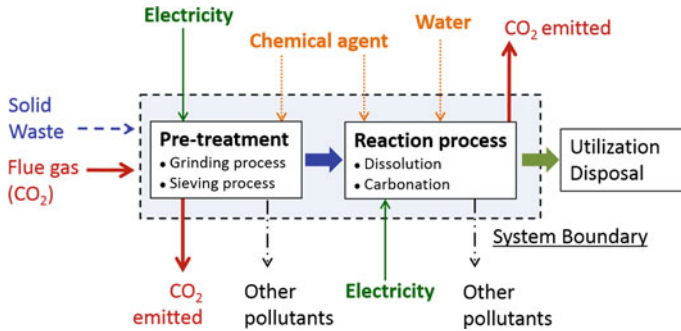 Electricity
Chemical agent
Water
CO₂ emitted
Solid
Waste
Flue gas
(CO₂)
Pre-treatment
• Grinding process
• Sieving process
Reaction process
• Dissolution
• Carbonation
Utilization
Disposal
System Boundary
CO₂
emitted
Other
pollutants
Electricity
Other
pollutants